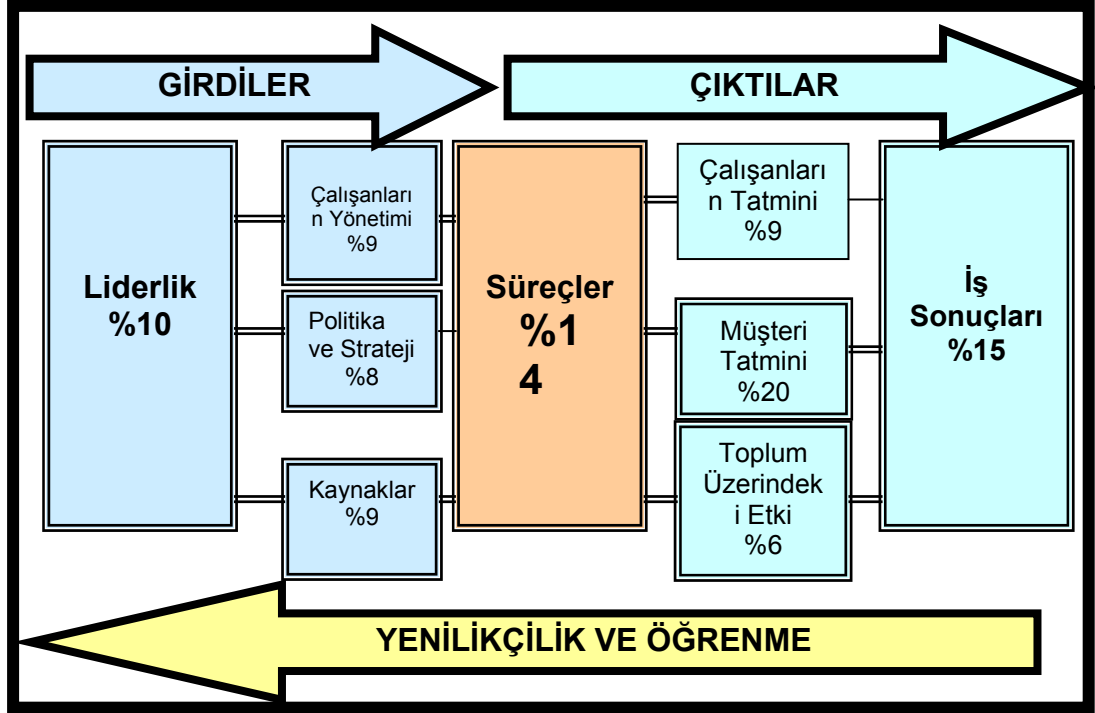 GİRDİLER
ÇIKTILAR
Liderlik
%10
Çalışanları
n Yönetimi
%9
Politika
ve Strateji
%8
Kaynaklar
%9
Süreçler
%1
4
Çalışanları
n Tatmini
%9
Müşteri
Tatmini
%20
Toplum
Üzerindek
i Etki
%6
İş
Sonuçları
%15
YENİLİKÇİLİK VE ÖĞRENME